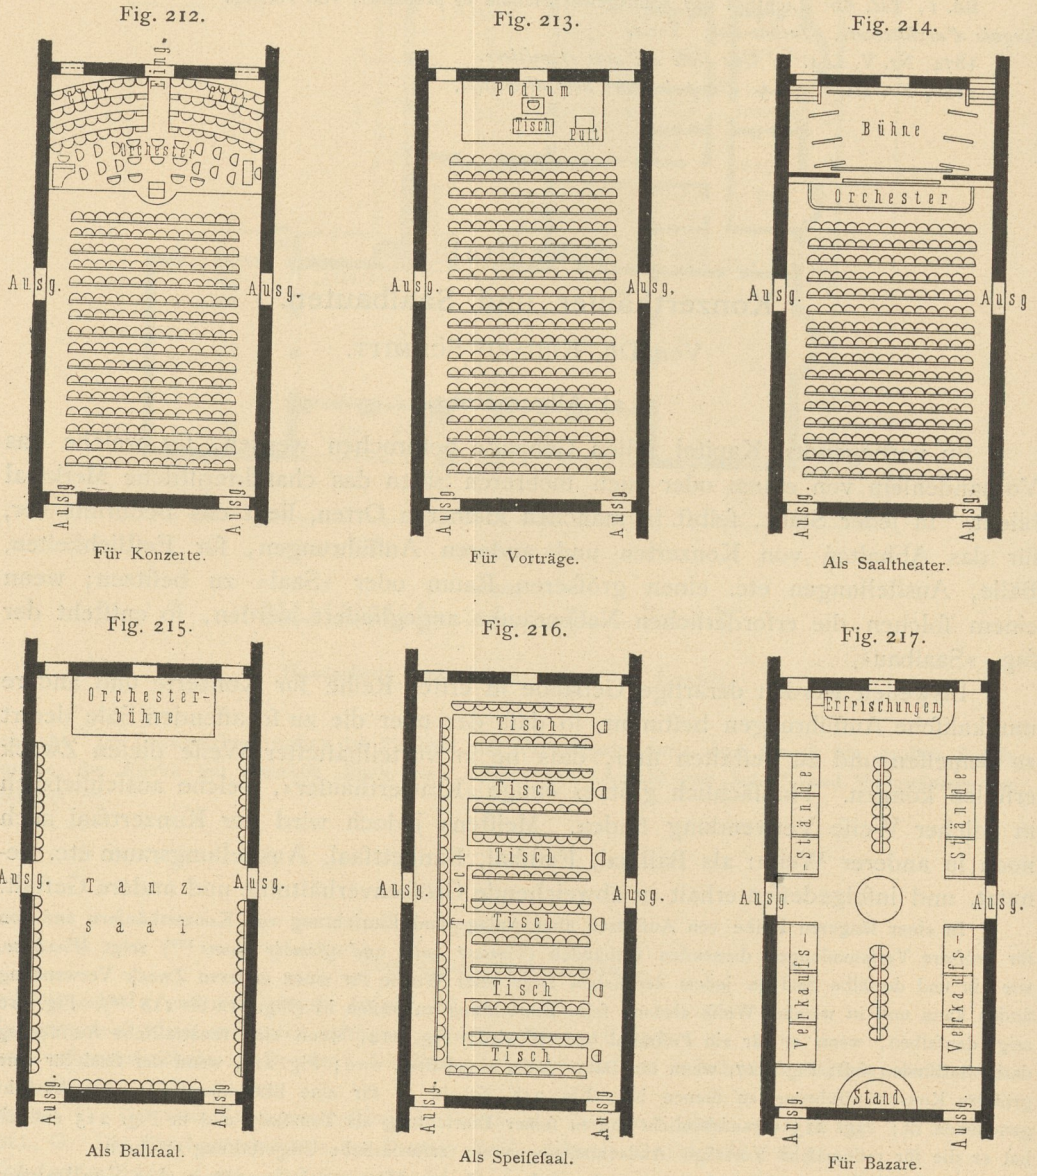 Fig. 212.
Eing.
Chor
Chor
Orchester
Ausg.
Ausg.
Ausg.
Ausg.
Für Konzerte.
Fig. 213.
Podium
Tisch
Pult
Ausg.
Ausg.
Ausg.
Ausg.
Für Vorträge.
Fig. 214.
Bühne
Orchester
Ausg.
Ausg
Ausg.
Ausg.
Als Saaltheater.
Fig. 215.
Orchester-
bühne
Ausg.
Ausg.
Tanz-
saal
Ausg.
Ausg.
Als Ballſaal.
Fig. 216.
Tisch
Tisch
Tisch
Tisch
Tisch
Tisch
Tisch
Ausg.
Ausg.
Ausg.
Ausg.
Als Speiſeſaal.
Fig. 217.
Erfrischungen
Verkaufs-
-Stände
Verkaufs-
-Stände
Ausg.
Ausg.
Stand
Ausg.
Ausg.
Für Bazare.